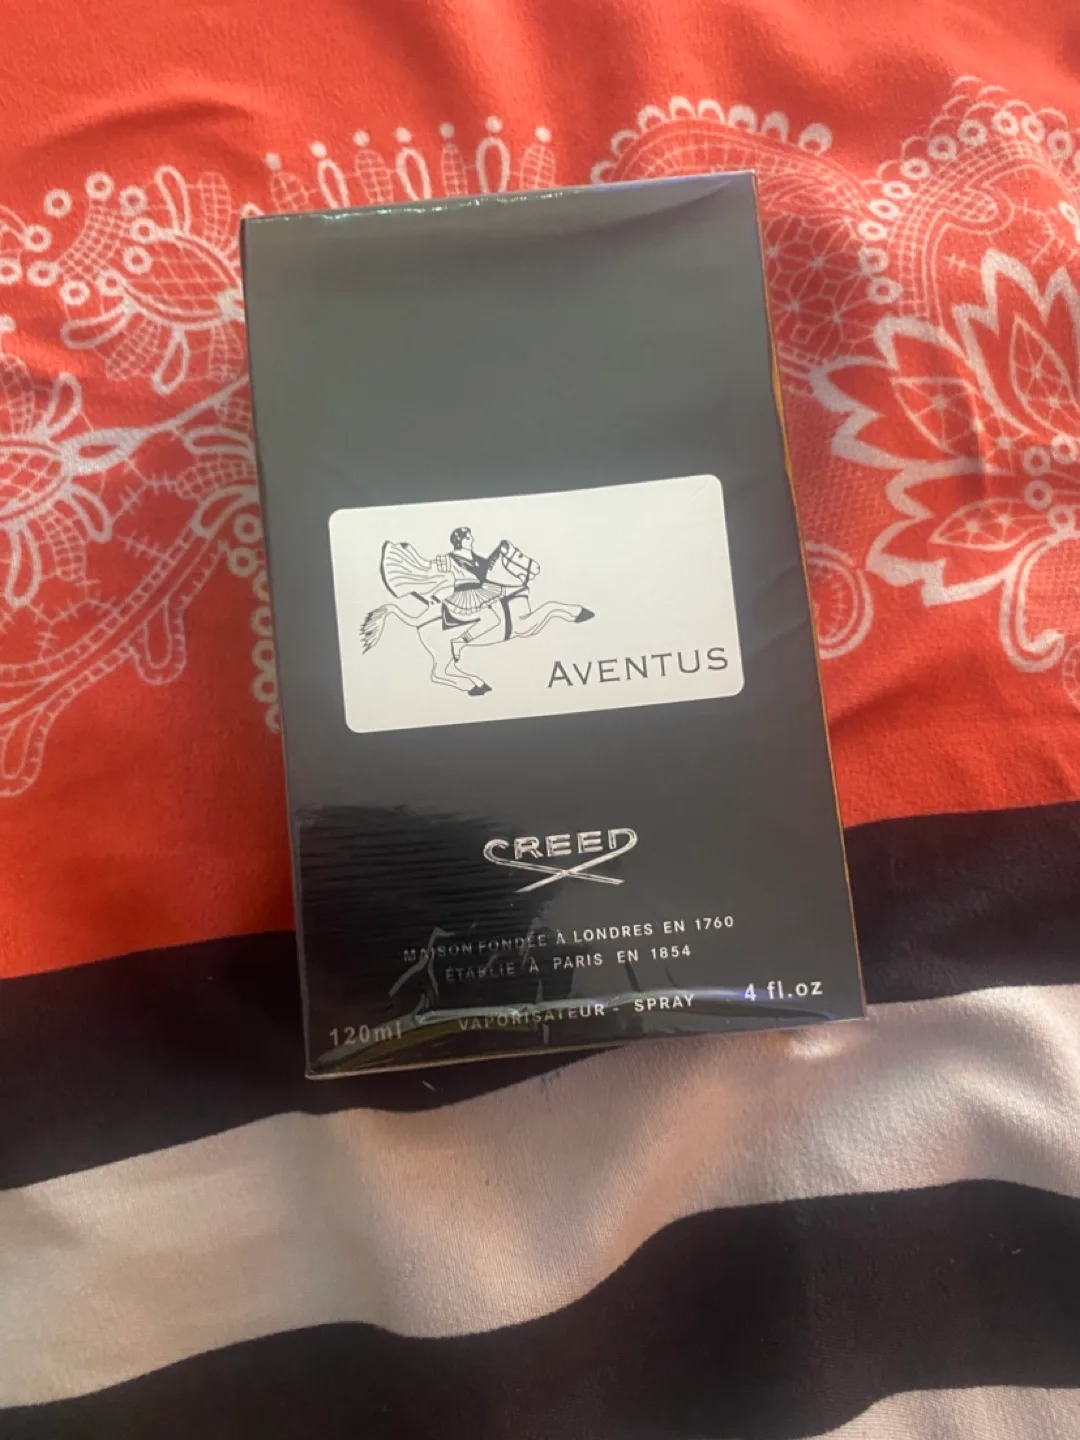 AVENTUS
CREED
MAISON FONDÉE À LONDRES EN 1760
ÉTABLIE À PARIS EN 1854
VAPORISATEUR - SPRAY
120ml
4 fl.oz